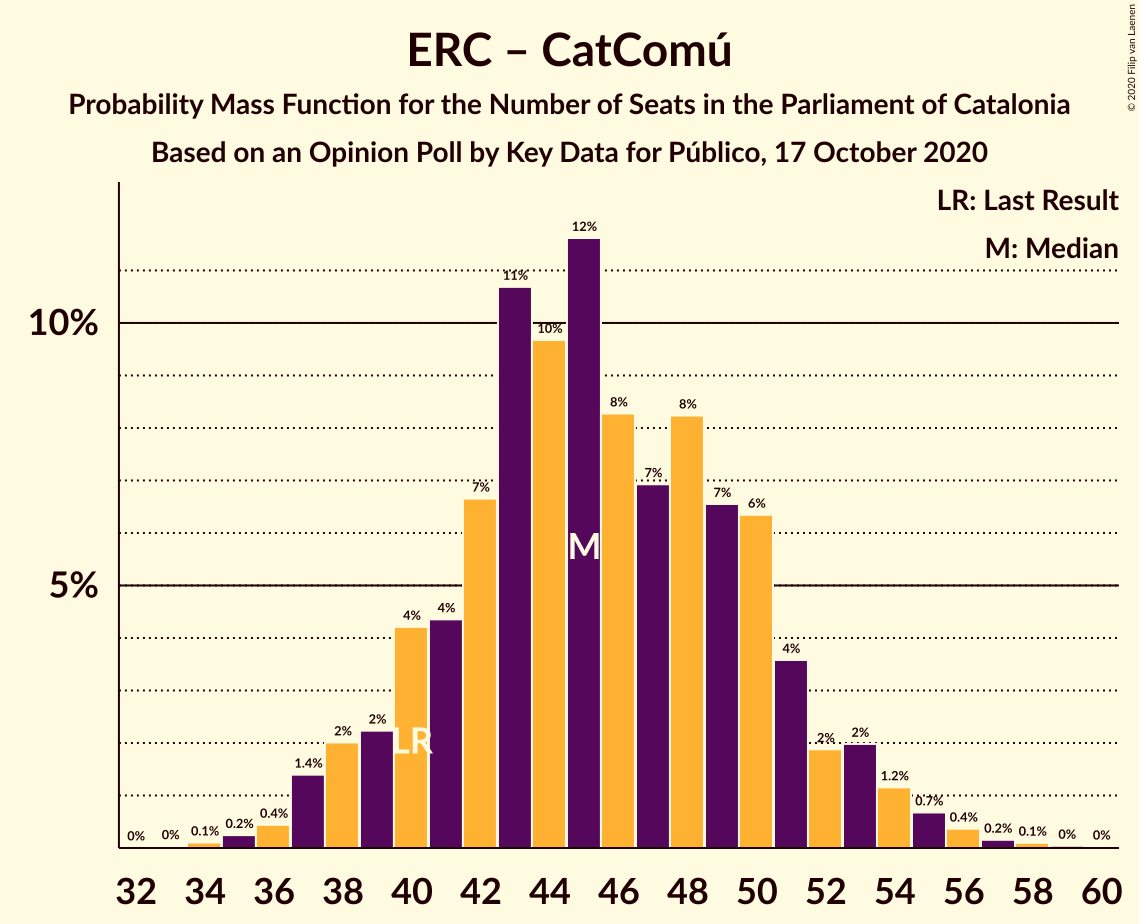 ERC – CatComú
Probability Mass Function for the Number of Seats in the Parliament of Catalonia
Based on an Opinion Poll by Key Data for Público, 17 October 2020
© 2020 Filip van Laenen
LR: Last Result
M: Median
10%
5%
0% 0% 0.1% 0.2% 0.4% 1.4% 2% 2% 4% 4% 7% 11% 10% 12% 8% 7% 8% 7% 6% 4% 2% 2% 1.2% 0.7% 0.4% 0.2% 0.1% 0% 0%
M
LR
32 34 36 38 40 42 44 46 48 50 52 54 56 58 60